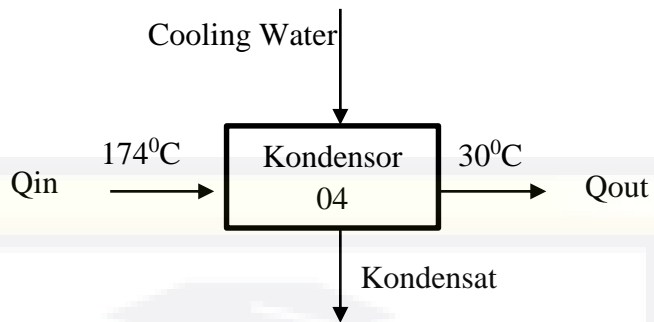 Cooling Water
174⁰C
Kondensor
30⁰C
Qin
04
Qout
Kondensat